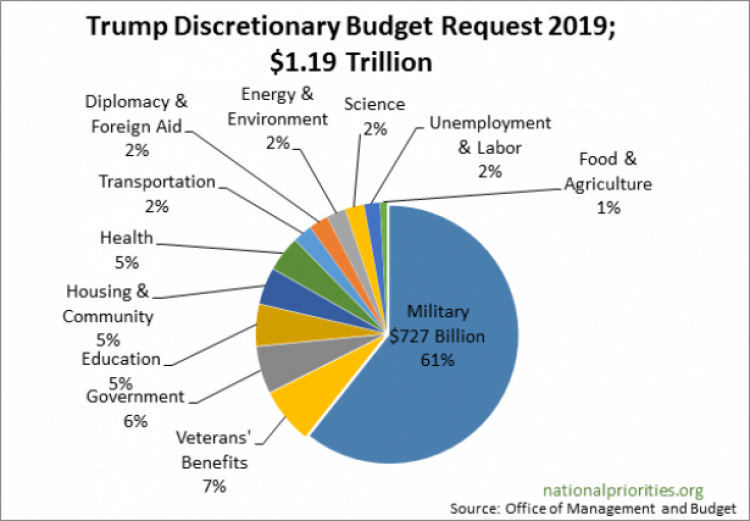 Trump Discretionary Budget Request 2019;
$1.19 Trillion
Diplomacy &
Foreign Aid
2%
Energy &
Environment
2%
Science
2%
Unemployment
& Labor
2%
Food &
Agriculture
1%
Transportation
2%
Health
5%
Housing &
Community
5%
Education
5%
Government
6%
Veterans'
Benefits
7%
Military
$727 Billion
61%
nationalpriorities.org
Source: Office of Management and Budget